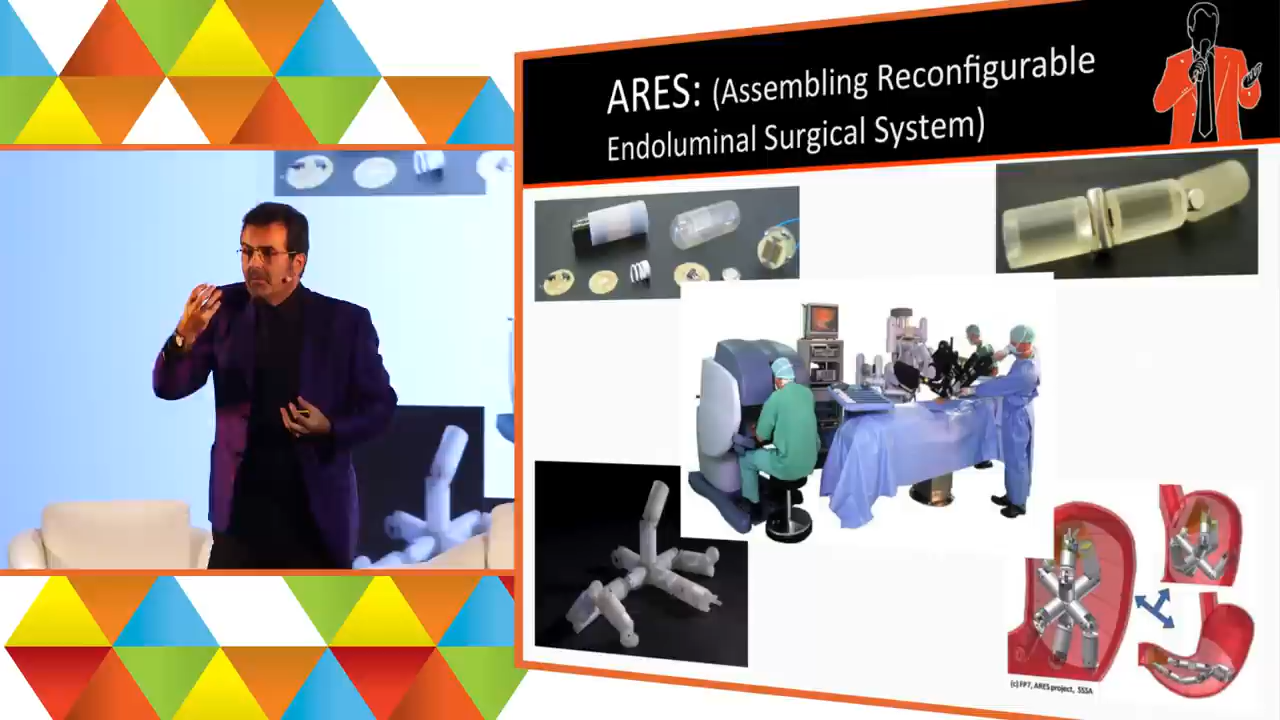 ARES: (Assembling Reconfigurable
Endoluminal Surgical System)
(c) FP7, ARES project, SSSA